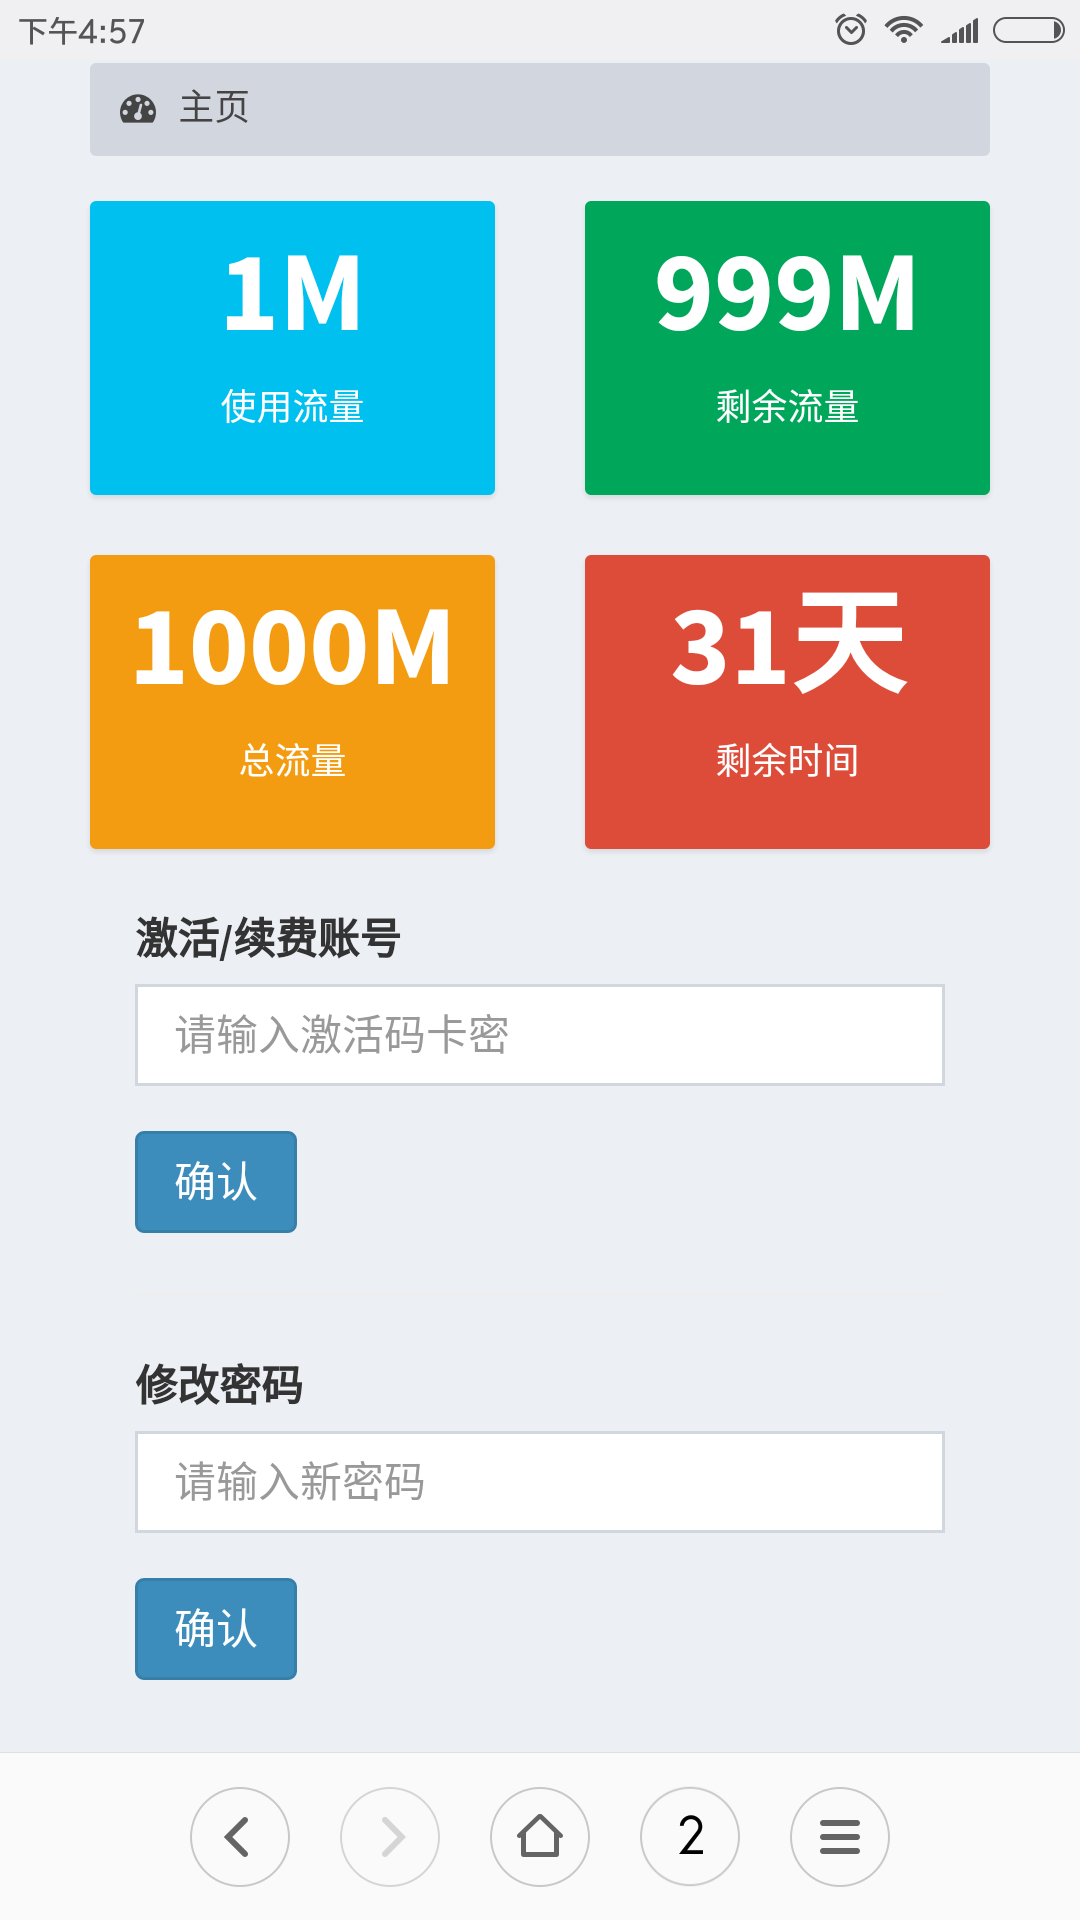 下午4:57
主页
1M
使用流量
999M
剩余流量
1000M
总流量
31天
剩余时间
激活/续费账号
请输入激活码卡密
确认
修改密码
请输入新密码
确认
2